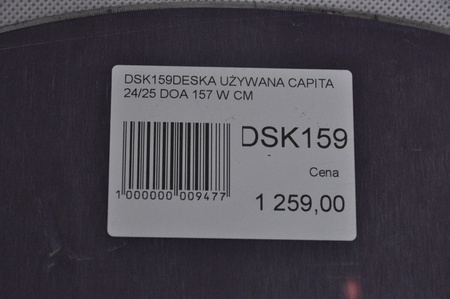 DSK159DESKA UŻYWANA CAPITA
24/25 DOA 157 W CM
DSK159
Cena
1 259,00
1 000000 009477